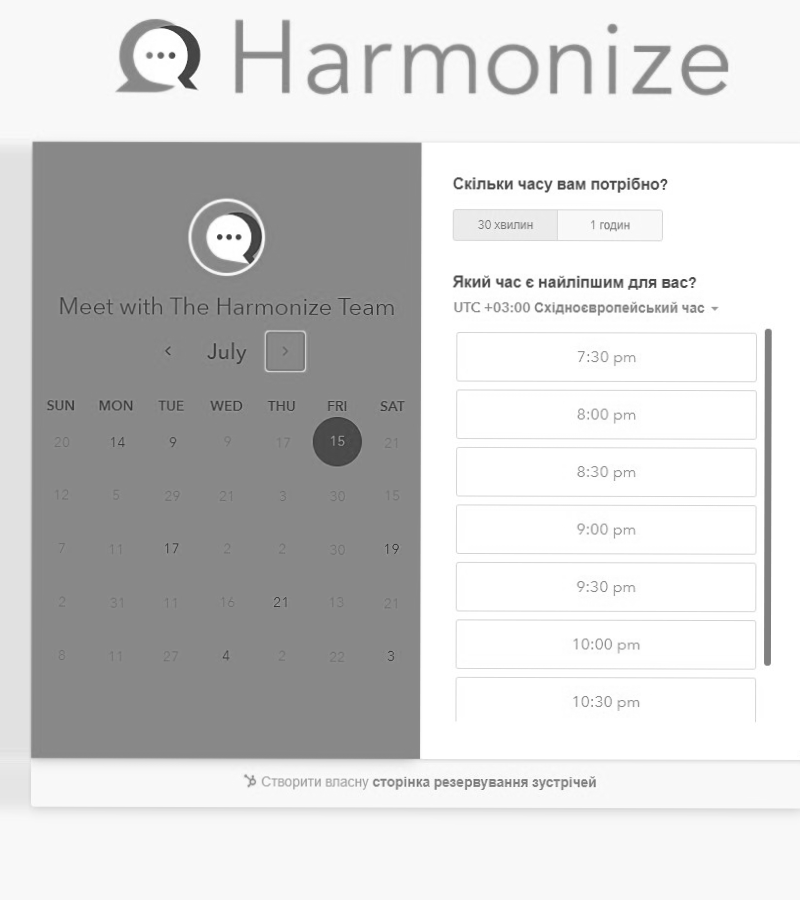 Harmonize
Meet with The Harmonize Team
July
SUN MON TUE WED THU FRI SAT
20 14 9 9 17 15 21
12 5 29 21 3 30 15
7 11 17 2 2 30 19
2 31 11 16 21 13 21
8 11 27 4 2 22 3
Скільки часу вам потрібно?
30 хвилин 1 годин
Який час є найліпшим для вас?
UTC +03:00 Східноєвропейський час
7:30 pm
8:00 pm
8:30 pm
9:00 pm
9:30 pm
10:00 pm
10:30 pm
Створити власну сторінка резервування зустрічей